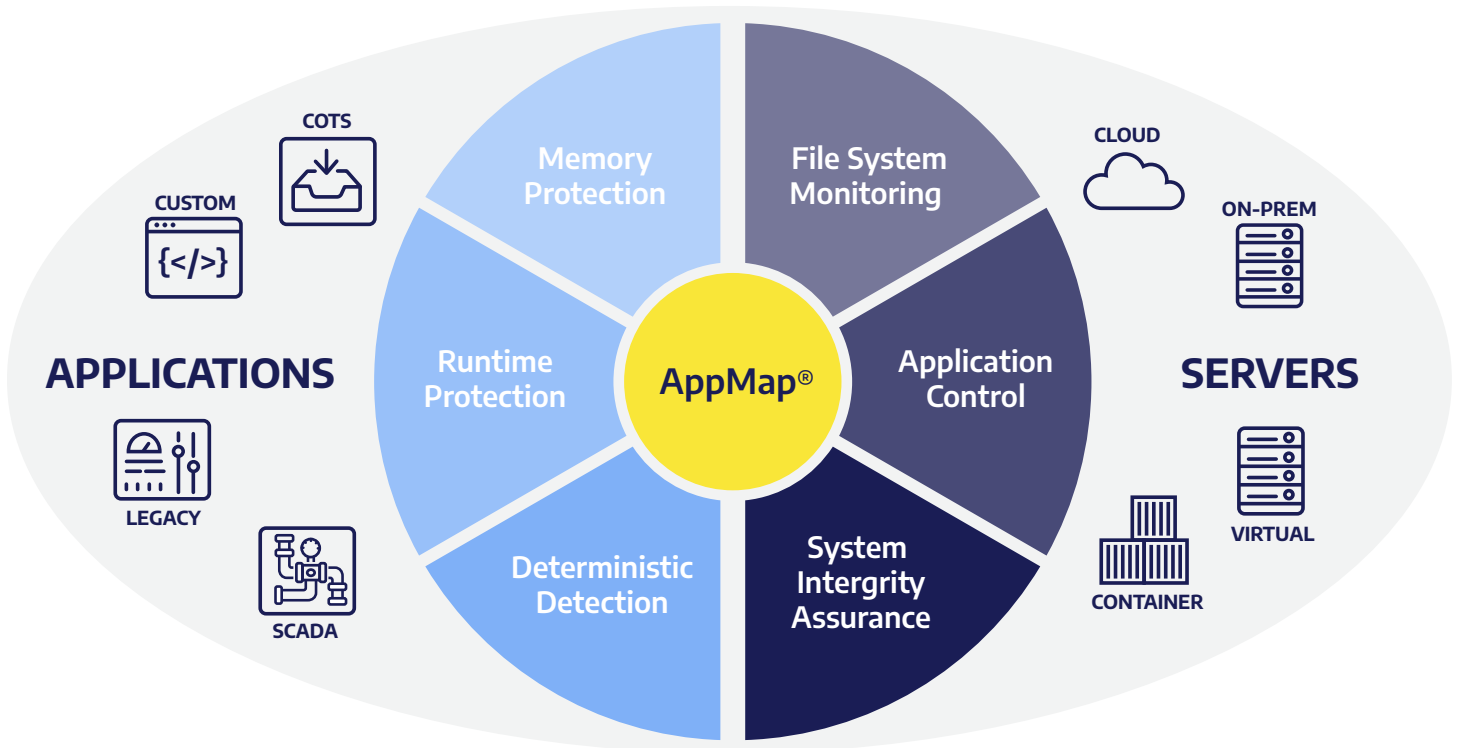 COTS
CUSTOM
{</>}
APPLICATIONS
LEGACY
SCADA
Memory
Protection
Runtime
Protection
Deterministic
Detection
AppMap®
File System
Monitoring
Application
Control
System
Intergrity
Assurance
CLOUD
ON-PREM
SERVERS
VIRTUAL
CONTAINER